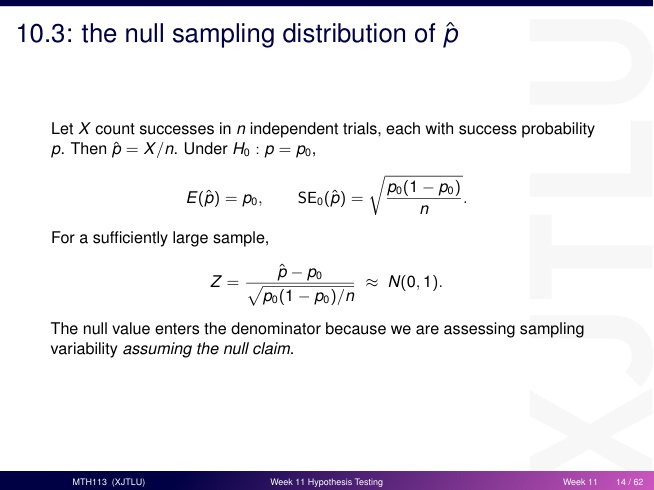 10.3: the null sampling distribution of p̂
Let X count successes in n independent trials, each with success probability
p. Then p̂ = X/n. Under H₀ : p = p₀,
E(p̂) = p₀,  SE₀(p̂) = √(p₀(1 − p₀)/n).
For a sufficiently large sample,
Z = (p̂ − p₀)/√(p₀(1 − p₀)/n) ≈ N(0, 1).
The null value enters the denominator because we are assessing sampling
variability assuming the null claim.
XJTLU
MTH113 (XJTLU) Week 11 Hypothesis Testing Week 11 14 / 62